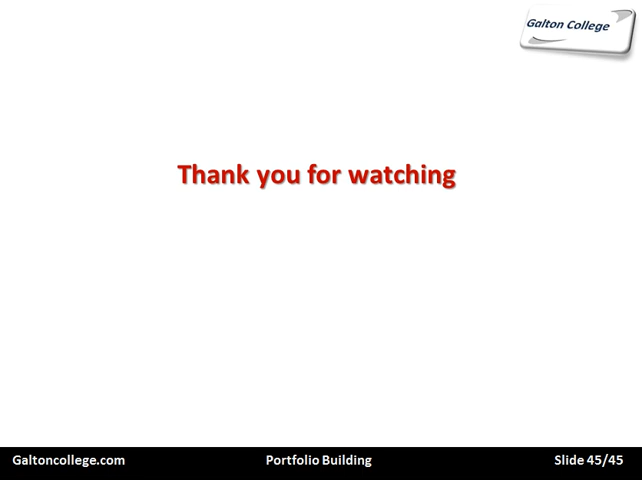 Galton College
Thank you for watching
Galtoncollege.com
Portfolio Building
Slide 45/45